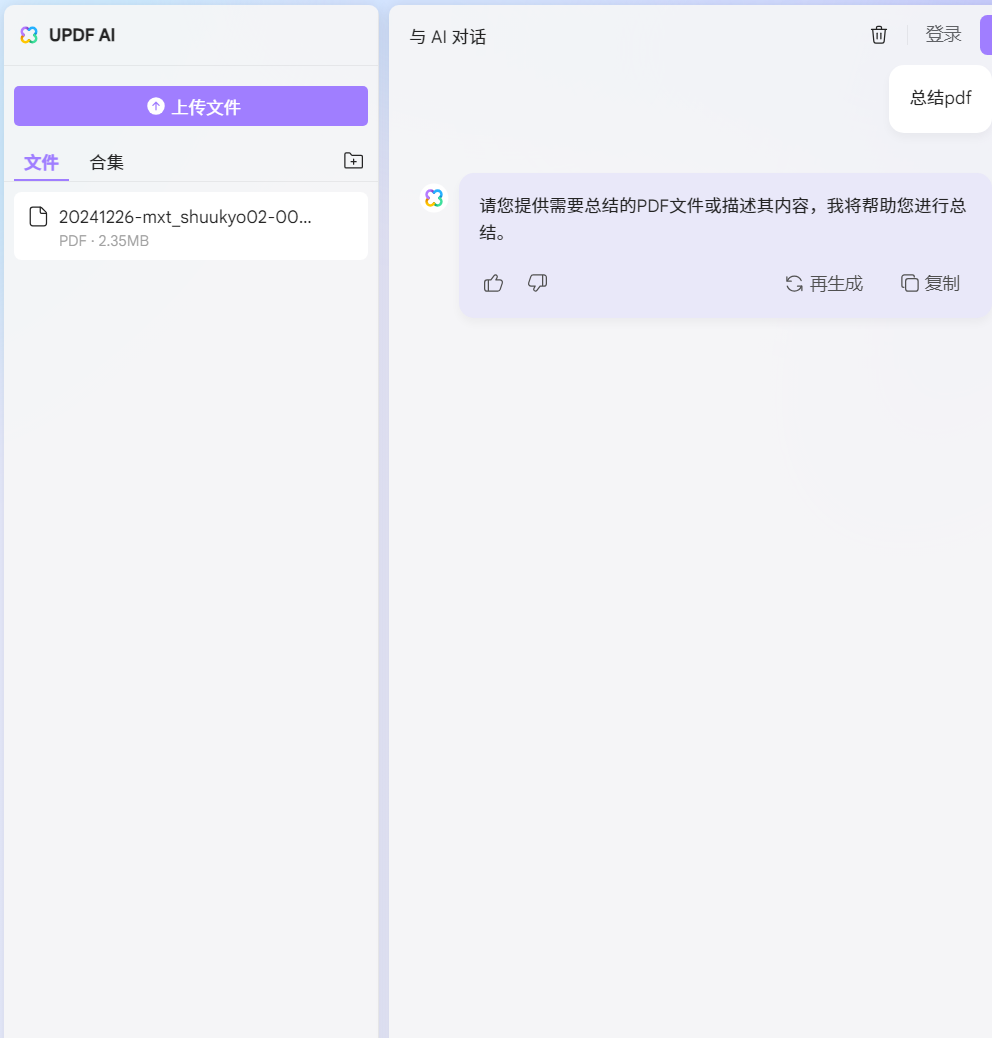 UPDF AI
上传文件
文件
合集
20241226-mxt_shuukyo02-00...
PDF · 2.35MB
与 AI 对话
登录
总结pdf
请您提供需要总结的PDF文件或描述其内容，我将帮助您进行总
结。
再生成
复制